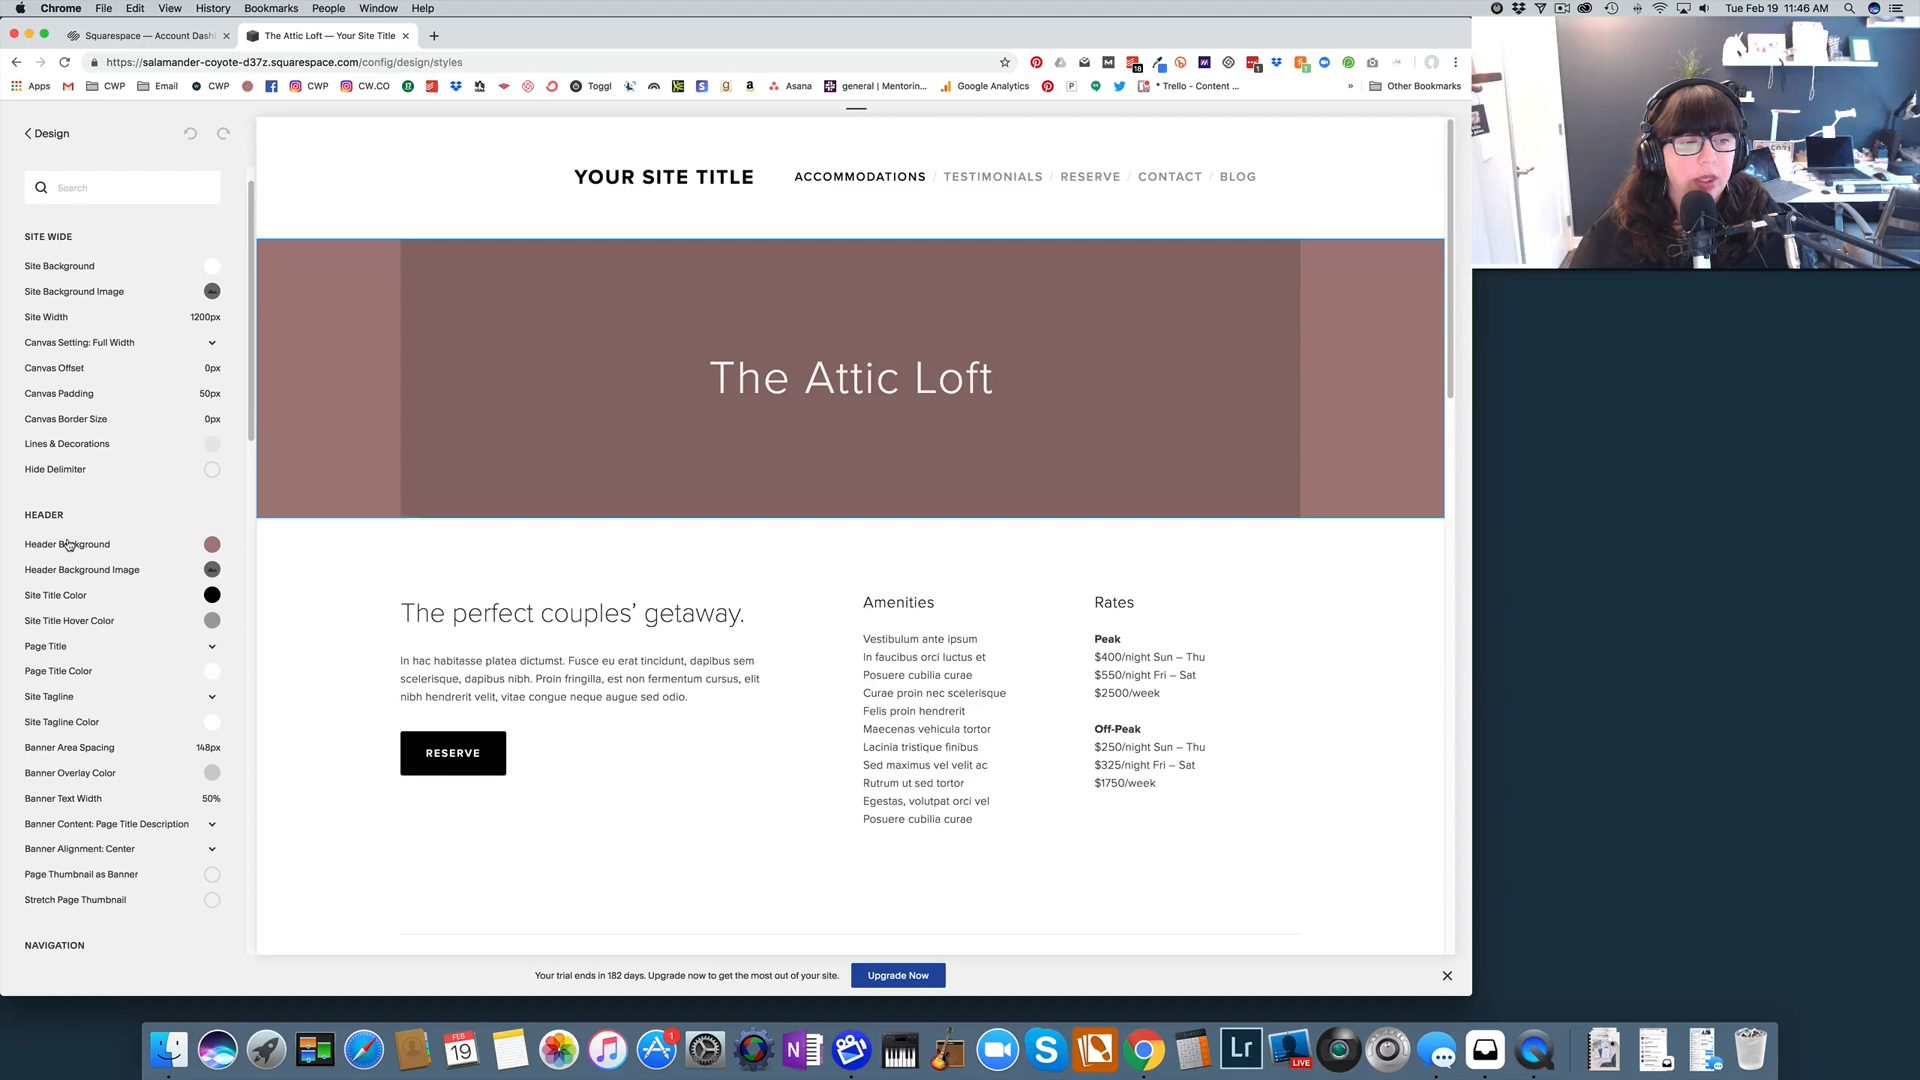 Chrome File Edit View History Bookmarks People Window Help
Tue Feb 19 11:46 AM
Squarespace — Account Dash
The Attic Loft — Your Site Title
https://salamander-coyote-d37z.squarespace.com/config/design/styles
Apps CWP Email CWP CWP CW.CO Toggl Asana general | Mentorin... Google Analytics * Trello - Content ... » Other Bookmarks
Design
Search
SITE WIDE
Site Background
Site Background Image
Site Width 1200px
Canvas Setting: Full Width
Canvas Offset 0px
Canvas Padding 50px
Canvas Border Size 0px
Lines & Decorations
Hide Delimiter
HEADER
Header Background
Header Background Image
Site Title Color
Site Title Hover Color
Page Title
Page Title Color
Site Tagline
Site Tagline Color
Banner Area Spacing 148px
Banner Overlay Color
Banner Text Width 50%
Banner Content: Page Title Description
Banner Alignment: Center
Page Thumbnail as Banner
Stretch Page Thumbnail
NAVIGATION
YOUR SITE TITLE
ACCOMMODATIONS / TESTIMONIALS / RESERVE / CONTACT / BLOG
The Attic Loft
The perfect couples’ getaway.
In hac habitasse platea dictumst. Fusce eu erat tincidunt, dapibus sem
scelerisque, dapibus nibh. Proin fringilla, est non fermentum cursus, elit
nibh hendrerit velit, vitae congue neque augue sed odio.
RESERVE
Amenities
Vestibulum ante ipsum
In faucibus orci luctus et
Posuere cubilia curae
Curae proin nec scelerisque
Felis proin hendrerit
Maecenas vehicula tortor
Lacinia tristique finibus
Sed maximus vel velit ac
Rutrum ut sed tortor
Egestas, volutpat orci vel
Posuere cubilia curae
Rates
Peak
$400/night Sun – Thu
$550/night Fri – Sat
$2500/week
Off-Peak
$250/night Sun – Thu
$325/night Fri – Sat
$1750/week
Your trial ends in 182 days. Upgrade now to get the most out of your site.
Upgrade Now
FEB
19
1
Lr
LIVE